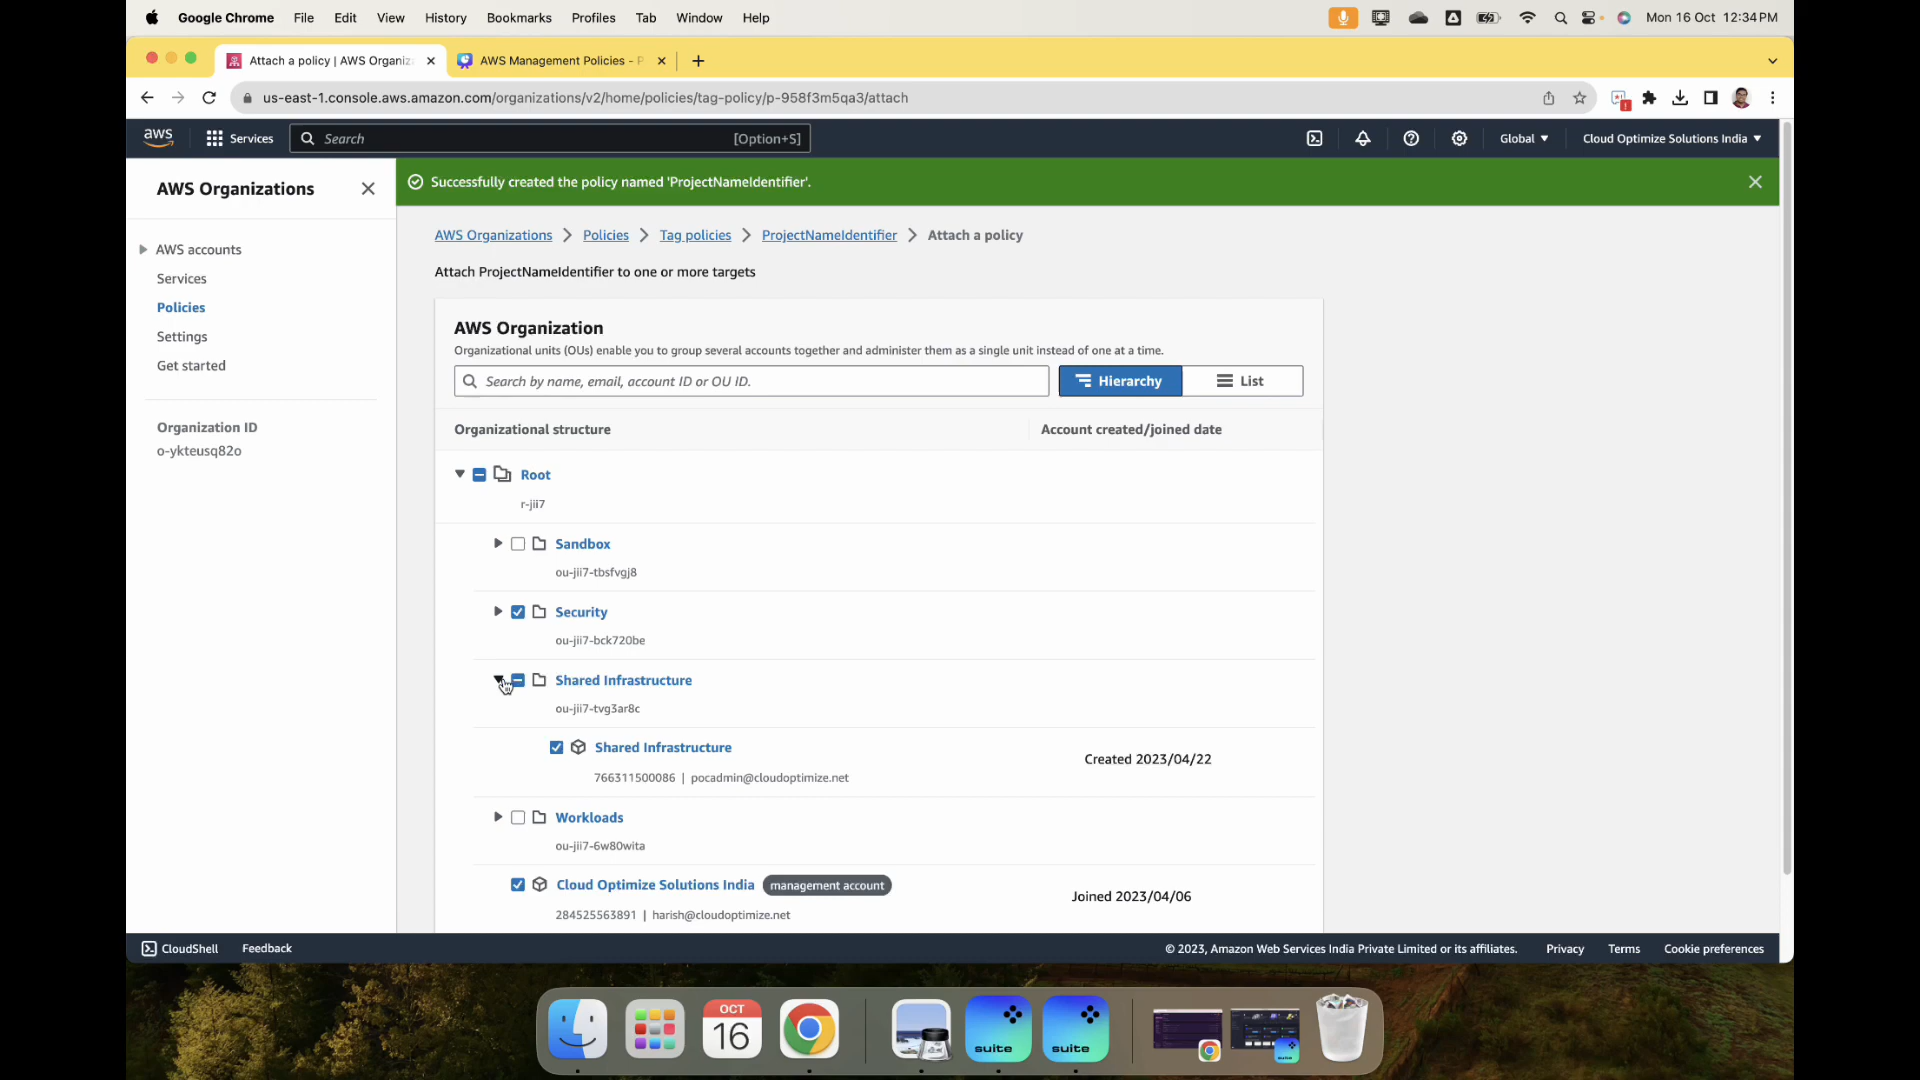 Google Chrome File Edit View History Bookmarks Profiles Tab Window Help Mon 16 Oct 12:34 PM
Attach a policy | AWS Organiz
AWS Management Policies - P
us-east-1.console.aws.amazon.com/organizations/v2/home/policies/tag-policy/p-958f3m5qa3/attach
aws Services Search [Option+S] Global Cloud Optimize Solutions India
AWS Organizations
AWS accounts
Services
Policies
Settings
Get started
Organization ID
o-ykteusq82o
Successfully created the policy named 'ProjectNameIdentifier'.
AWS Organizations > Policies > Tag policies > ProjectNameIdentifier > Attach a policy
Attach ProjectNameIdentifier to one or more targets
AWS Organization
Organizational units (OUs) enable you to group several accounts together and administer them as a single unit instead of one at a time.
Search by name, email, account ID or OU ID.
Hierarchy List
Organizational structure Account created/joined date
Root
r-jii7
Sandbox
ou-jii7-tbsfvgj8
Security
ou-jii7-bck720be
Shared Infrastructure
ou-jii7-tvg3ar8c
Shared Infrastructure
766311500086 | pocadmin@cloudoptimize.net
Created 2023/04/22
Workloads
ou-jii7-6w80wita
Cloud Optimize Solutions India management account
284525563891 | harish@cloudoptimize.net
Joined 2023/04/06
CloudShell Feedback © 2023, Amazon Web Services India Private Limited or its affiliates. Privacy Terms Cookie preferences
OCT
16
suite
suite